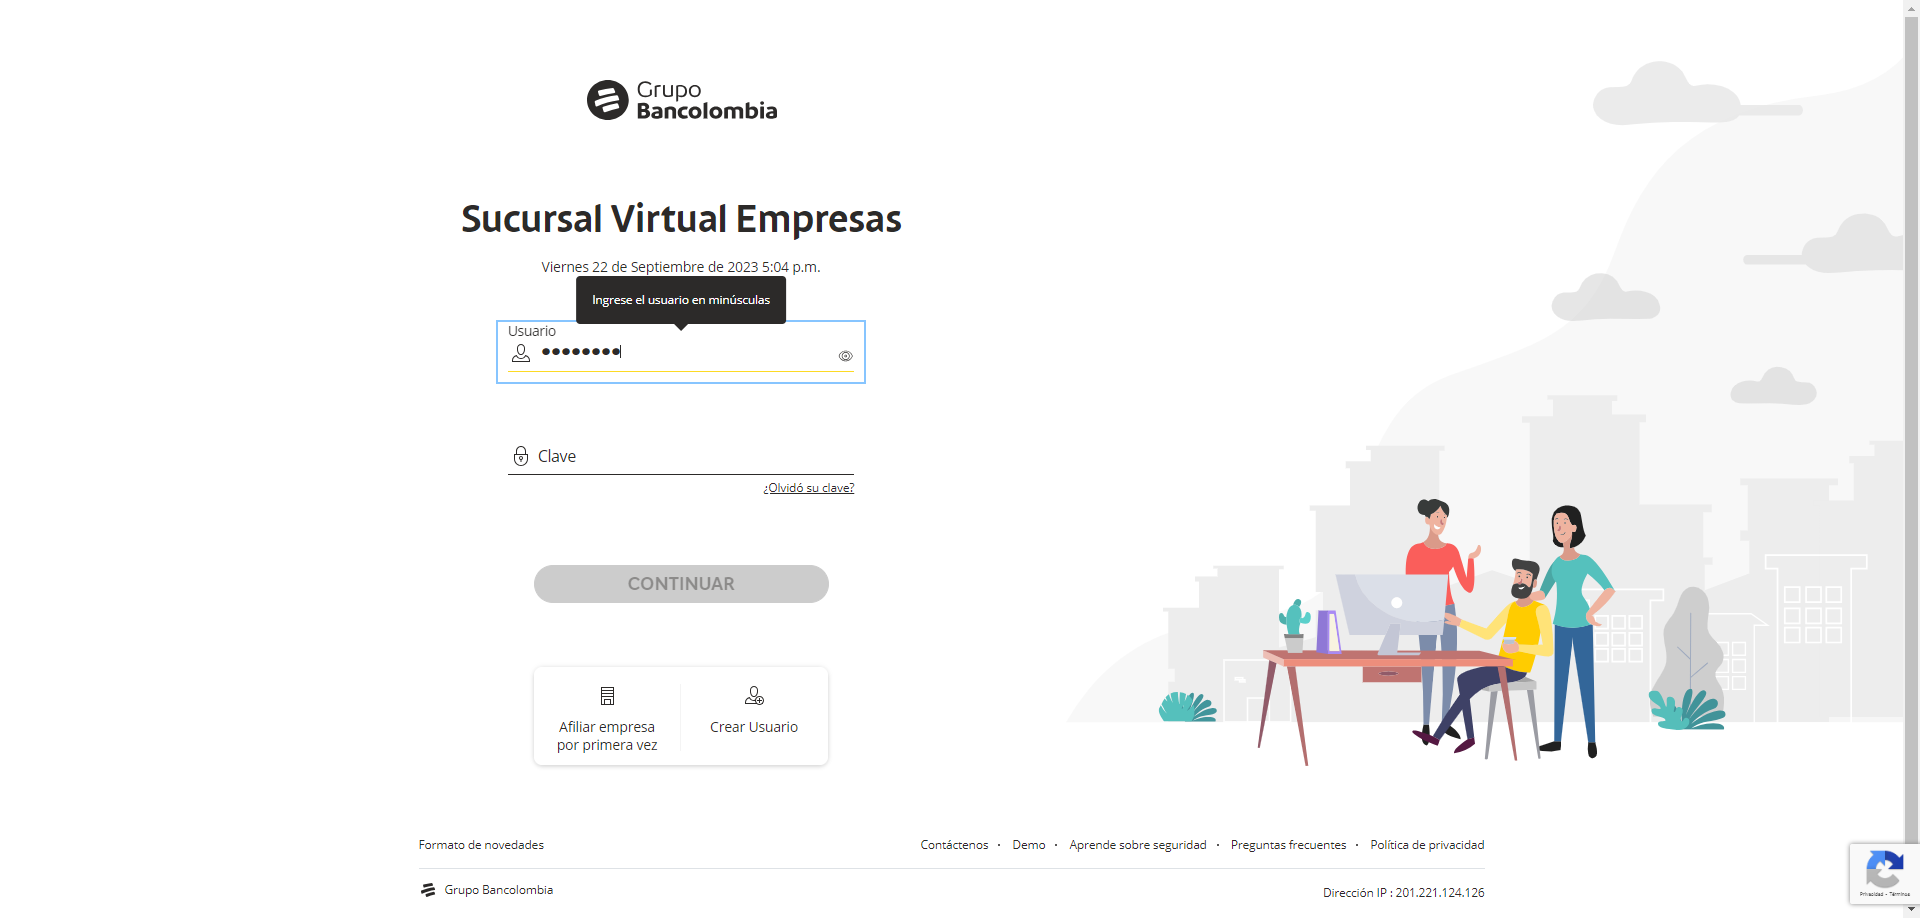 Grupo
Bancolombia
Sucursal Virtual Empresas
Viernes 22 de Septiembre de 2023 5:04 p.m.
Ingrese el usuario en minúsculas
Usuario
••••••••
Clave
¿Olvidó su clave?
CONTINUAR
Afiliar empresa
por primera vez
Crear Usuario
Formato de novedades
Contáctenos · Demo · Aprende sobre seguridad · Preguntas frecuentes · Política de privacidad
Grupo Bancolombia
Dirección IP : 201.221.124.126
Privacidad - Términos